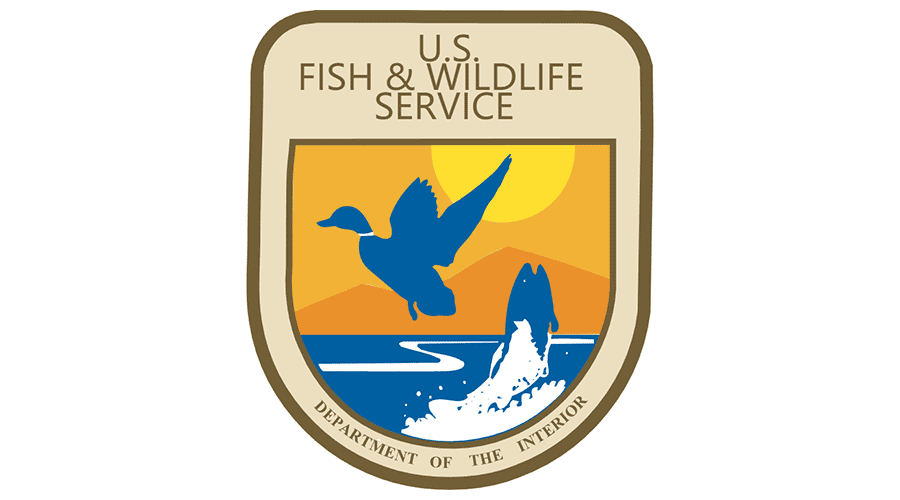 U.S.
FISH & WILDLIFE
SERVICE
DEPARTMENT OF THE INTERIOR